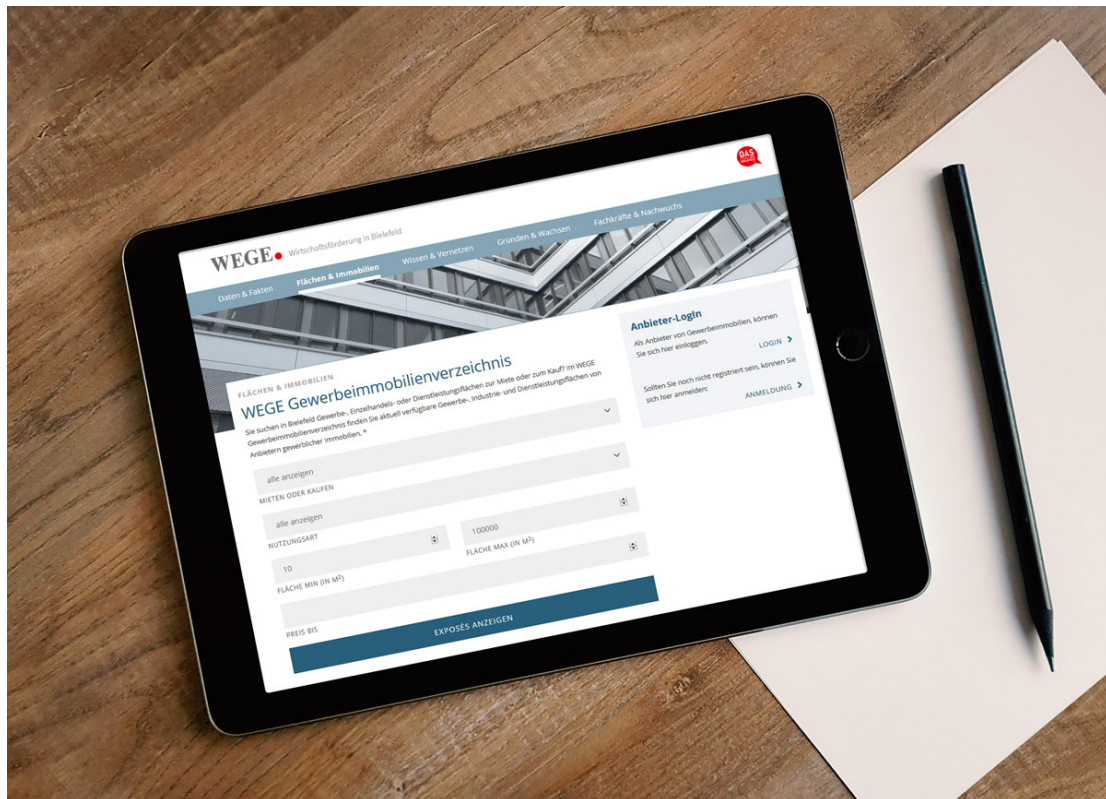 DAS
WEGE Wirtschaftsförderung in Bielefeld
Daten & Fakten Flächen & Immobilien Wissen & Vernetzen Gründen & Wachsen Fachkräfte & Nachwuchs
FLÄCHEN & IMMOBILIEN
WEGE Gewerbeimmobilienverzeichnis
Sie suchen in Bielefeld Gewerbe-, Einzelhandels- oder Dienstleistungsflächen zur Miete oder zum Kauf? Im WEGE
Gewerbeimmobilienverzeichnis finden Sie aktuell verfügbare Gewerbe-, Industrie- und Dienstleistungsflächen von
Anbietern gewerblicher Immobilien. *
alle anzeigen
MIETEN ODER KAUFEN
alle anzeigen
NUTZUNGSART
10
FLÄCHE MIN (IN M²)
100000
FLÄCHE MAX (IN M²)
PREIS BIS
EXPOSÉS ANZEIGEN
Anbieter-Login
Als Anbieter von Gewerbeimmobilien, können
Sie sich hier einloggen.
LOGIN
Sollten Sie noch nicht registriert sein, können Sie
sich hier anmelden:
ANMELDUNG